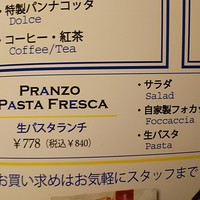 ・特製パンナコッタ
Dolce
・コーヒー・紅茶
Coffee/Tea
PRANZO
PASTA FRESCA
生パスタランチ
￥778（税込￥840）
・サラダ
Salad
・自家製フォカッ
Foccaccia
・生パスタ
Pasta
お買い求めはお気軽にスタッフまで